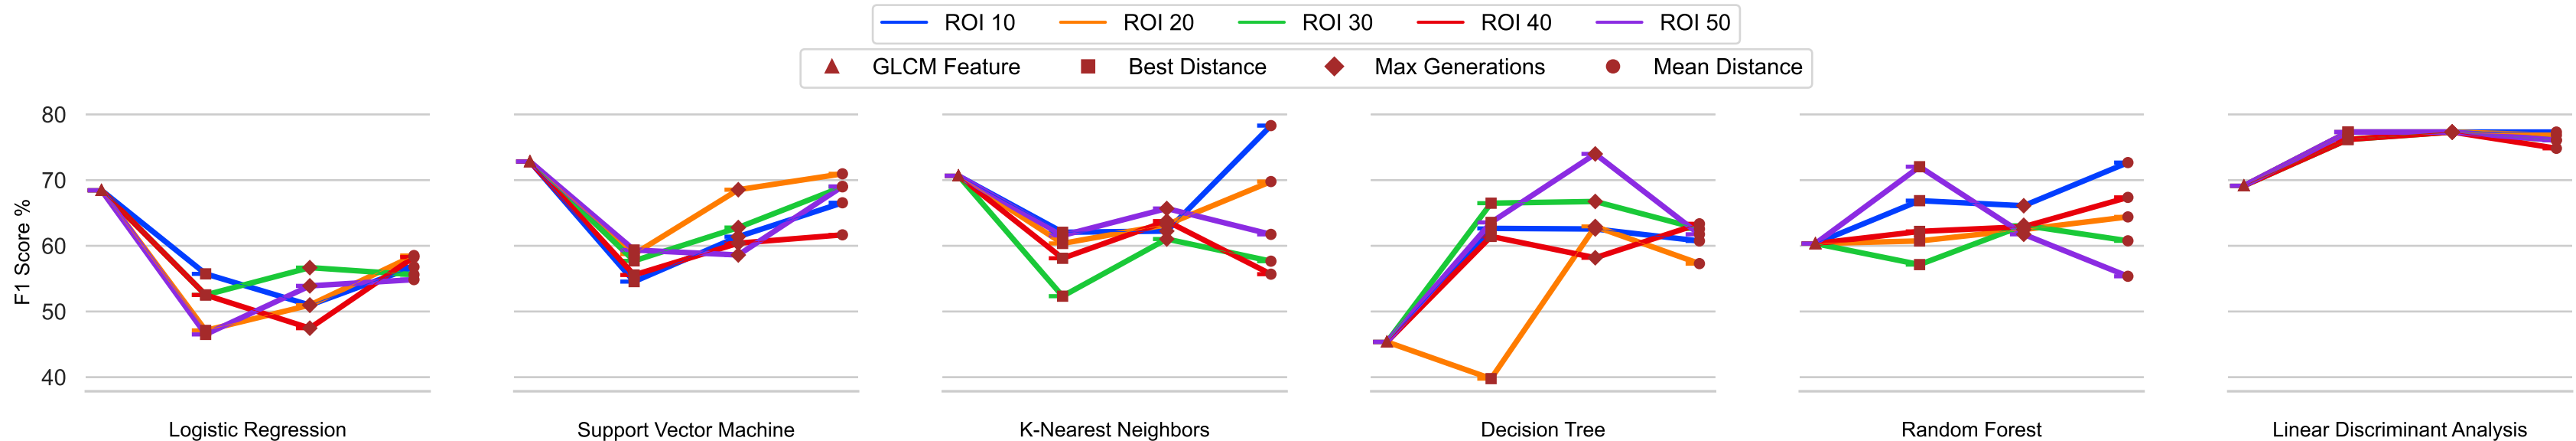 ROI 10 ROI 20 ROI 30 ROI 40 ROI 50
GLCM Feature Best Distance Max Generations Mean Distance
F1 Score %
80
70
60
50
40
Logistic Regression Support Vector Machine K-Nearest Neighbors Decision Tree Random Forest Linear Discriminant Analysis